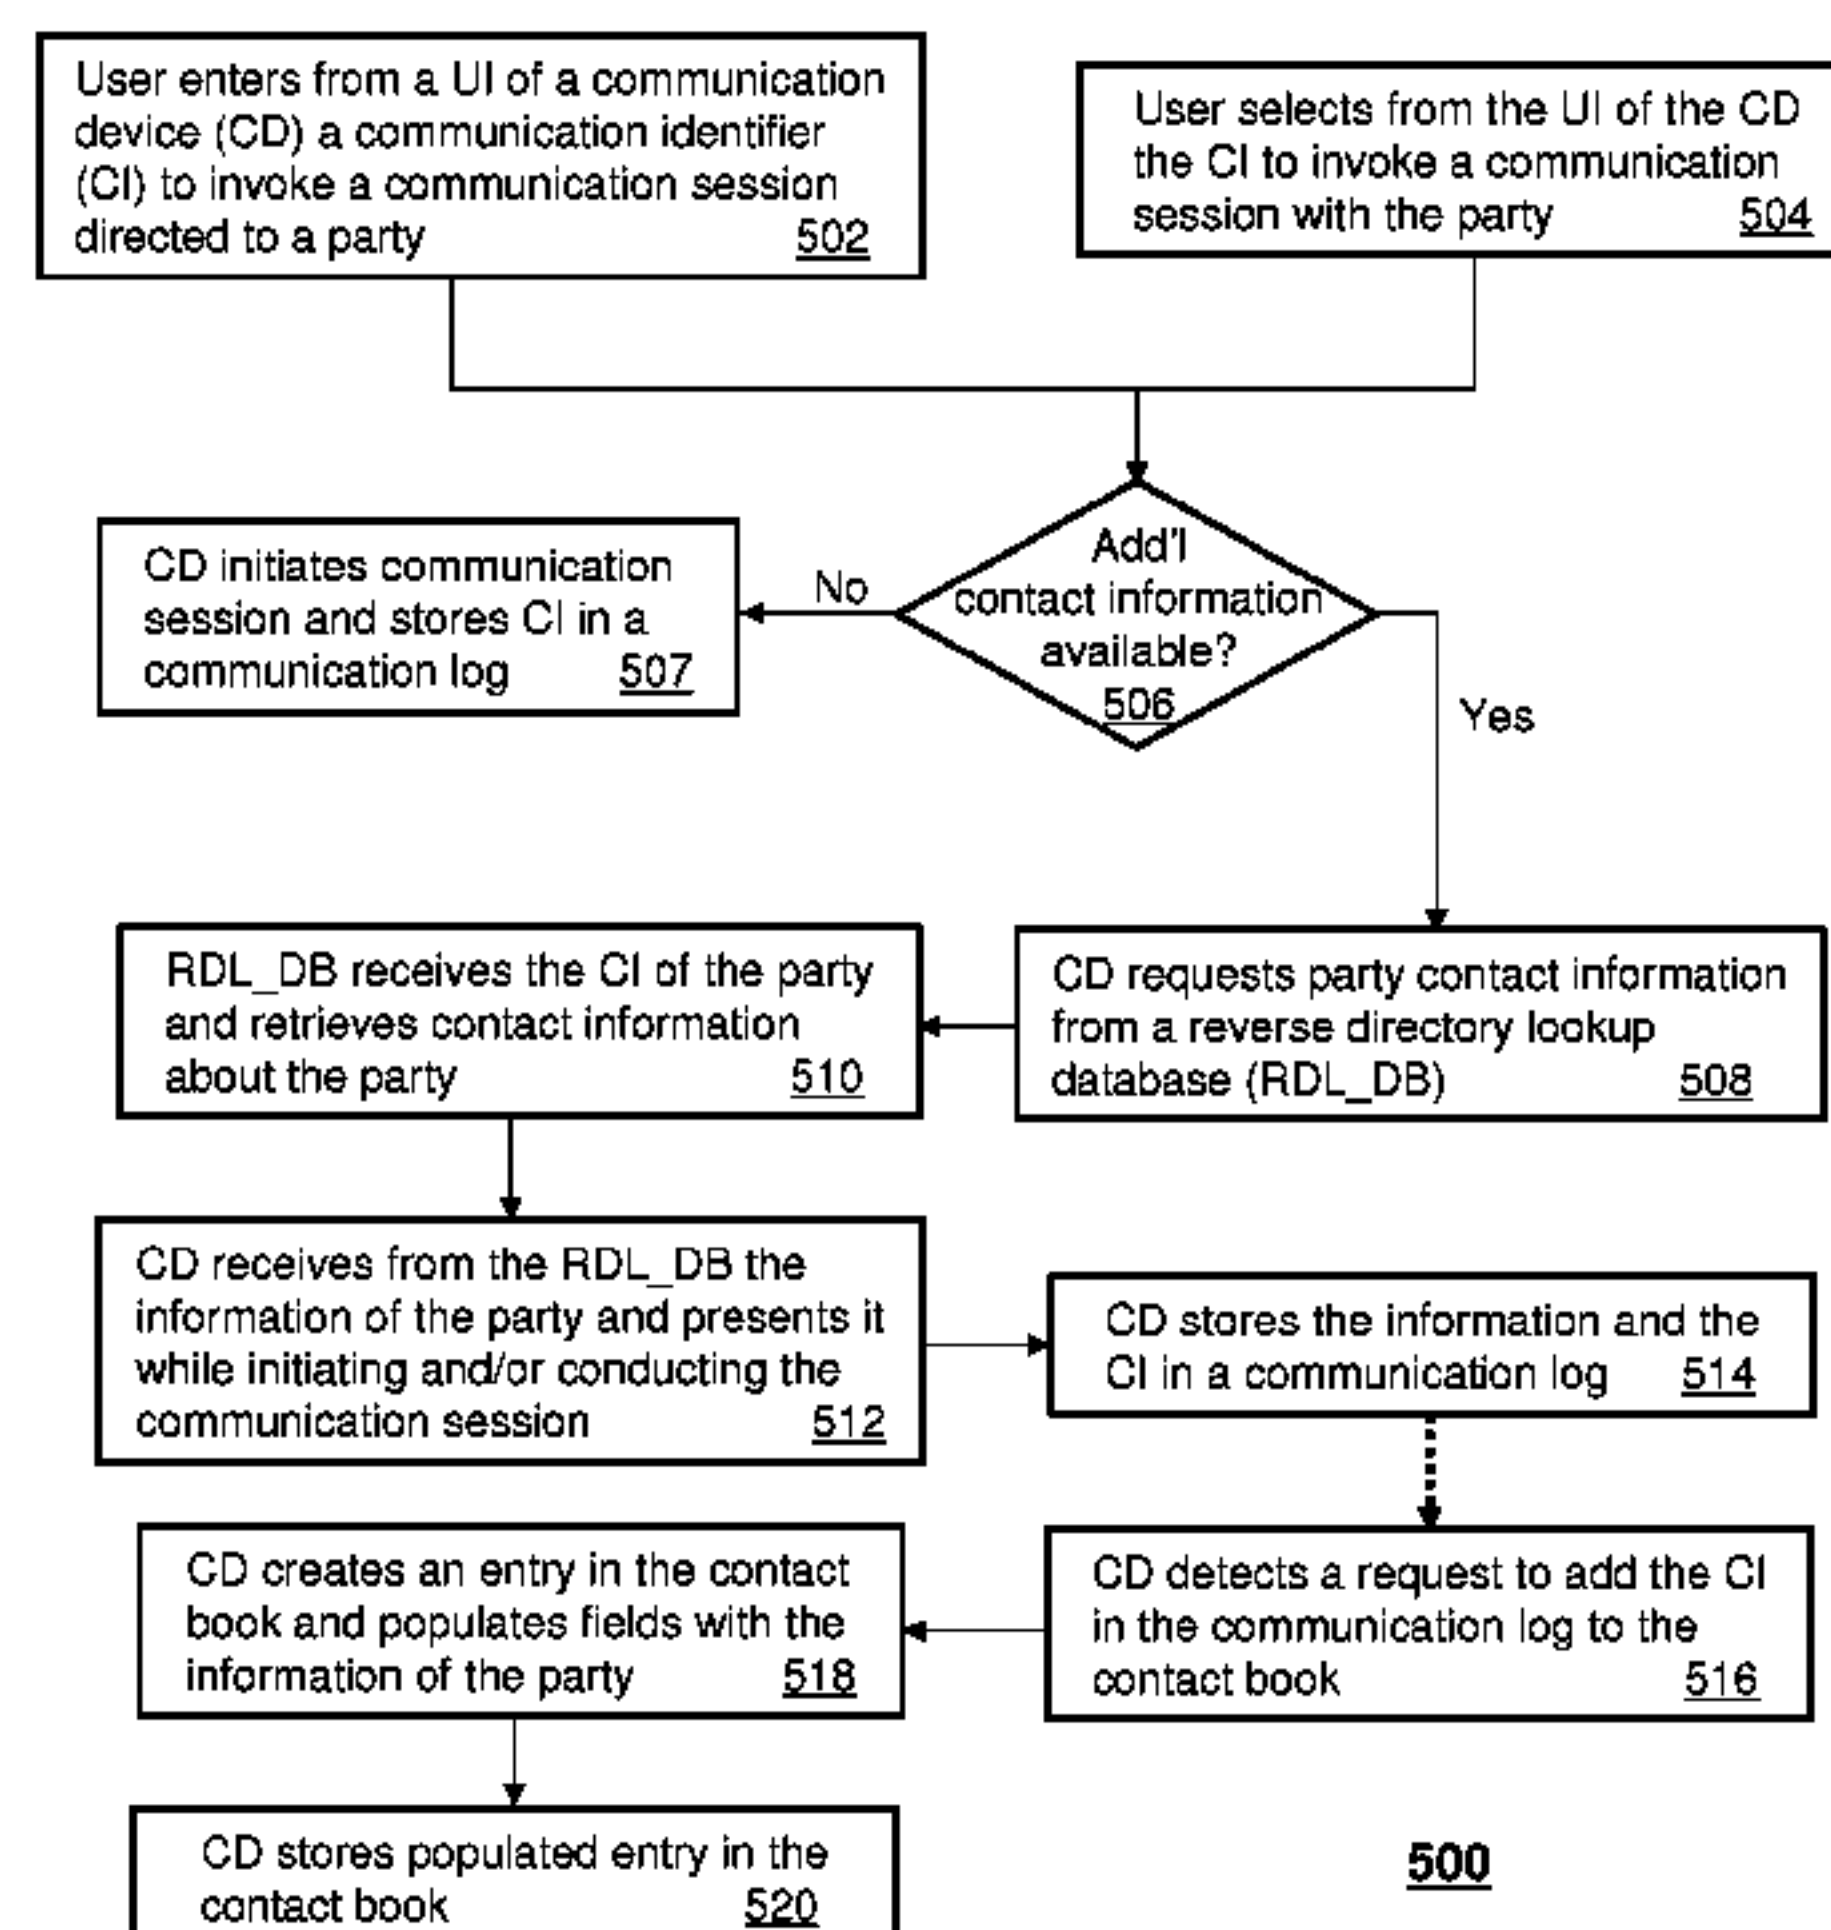 User enters from a UI of a communication
device (CD) a communication identifier
(CI) to invoke a communication session
directed to a party 502
User selects from the UI of the CD
the CI to invoke a communication
session with the party 504
Add'l
contact information
available?
506
No
Yes
CD initiates communication
session and stores CI in a
communication log 507
CD requests party contact information
from a reverse directory lookup
database (RDL_DB) 508
RDL_DB receives the CI of the party
and retrieves contact information
about the party 510
CD receives from the RDL_DB the
information of the party and presents it
while initiating and/or conducting the
communication session 512
CD stores the information and the
CI in a communication log 514
CD detects a request to add the CI
in the communication log to the
contact book 516
CD creates an entry in the contact
book and populates fields with the
information of the party 518
CD stores populated entry in the
contact book 520
500